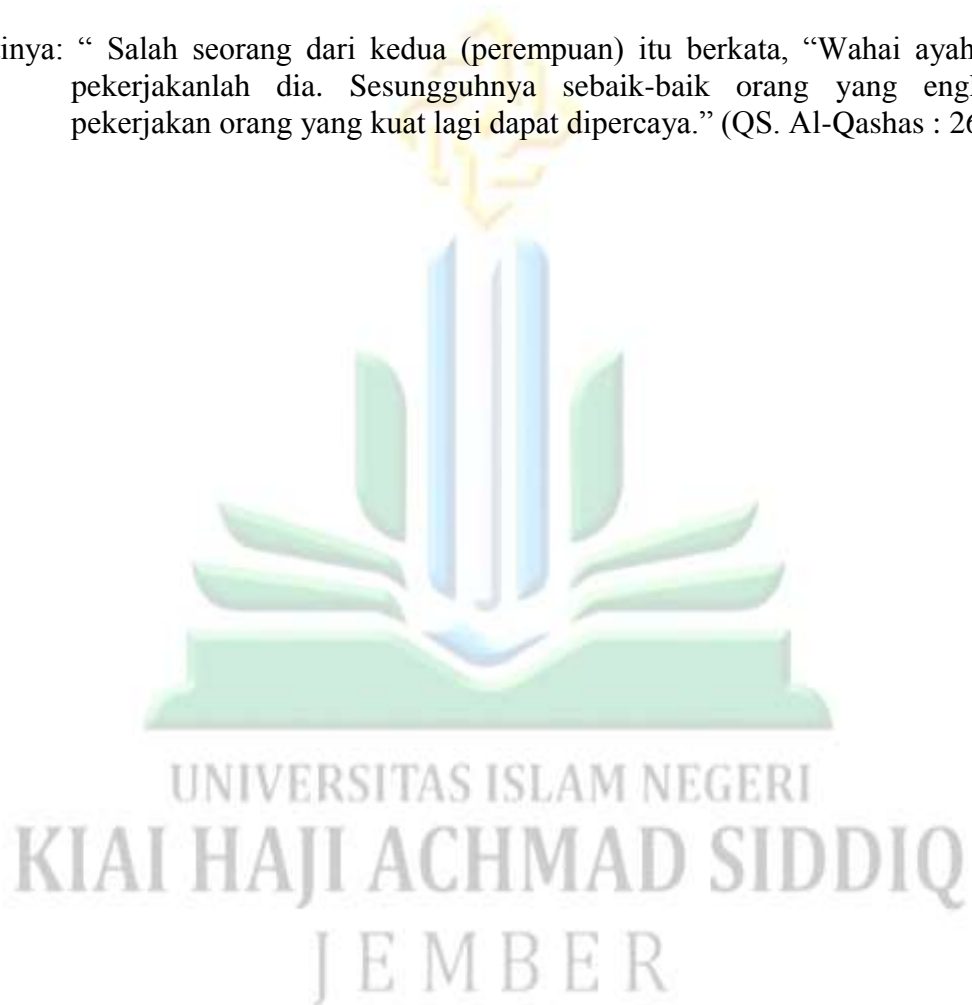 inya: “ Salah seorang dari kedua (perempuan) itu berkata, “Wahai ayah
pekerjakanlah dia. Sesungguhnya sebaik-baik orang yang engk
pekerjakan orang yang kuat lagi dapat dipercaya.” (QS. Al-Qashas : 26
UNIVERSITAS ISLAM NEGERI
KIAI HAJI ACHMAD SIDDIQ
JEMBER